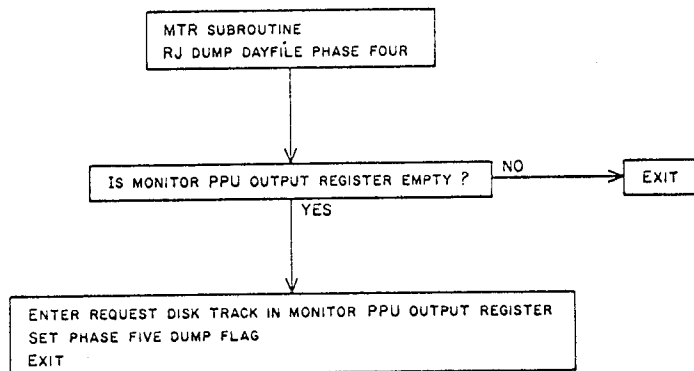 MTR SUBROUTINE
RJ DUMP DAYFILE PHASE FOUR
IS MONITOR PPU OUTPUT REGISTER EMPTY ?
NO
EXIT
YES
ENTER REQUEST DISK TRACK IN MONITOR PPU OUTPUT REGISTER
SET PHASE FIVE DUMP FLAG
EXIT